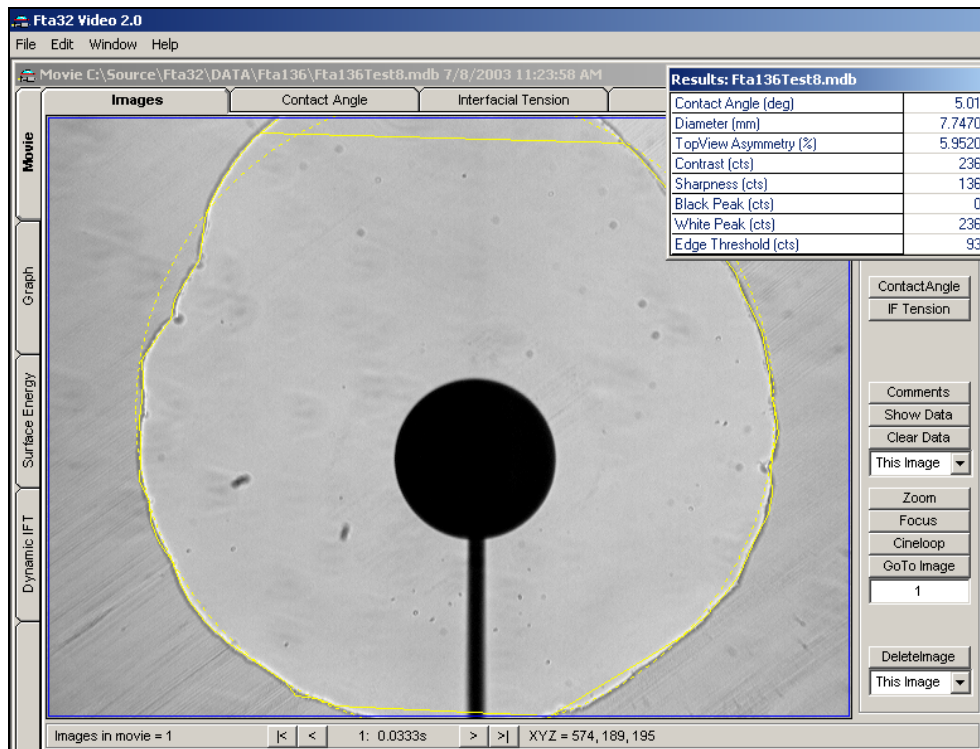 Fta32 Video 2.0
File Edit Window Help
Movie C:\Source\Fta32\DATA\Fta136\Fta136Test8.mdb 7/8/2003 11:23:58 AM
Results: Fta136Test8.mdb
Images Contact Angle Interfacial Tension
Contact Angle (deg) 5.01
Diameter (mm) 7.7470
TopView Asymmetry (%) 5.9520
Contrast (cts) 236
Sharpness (cts) 136
Black Peak (cts) 0
White Peak (cts) 236
Edge Threshold (cts) 93
Movie
Graph
Surface Energy
Dynamic IFT
ContactAngle
IF Tension
Comments
Show Data
Clear Data
This Image
Zoom
Focus
Cineloop
GoTo Image
1
DeleteImage
This Image
Images in movie = 1 |< < 1: 0.0333s > >| XYZ = 574, 189, 195